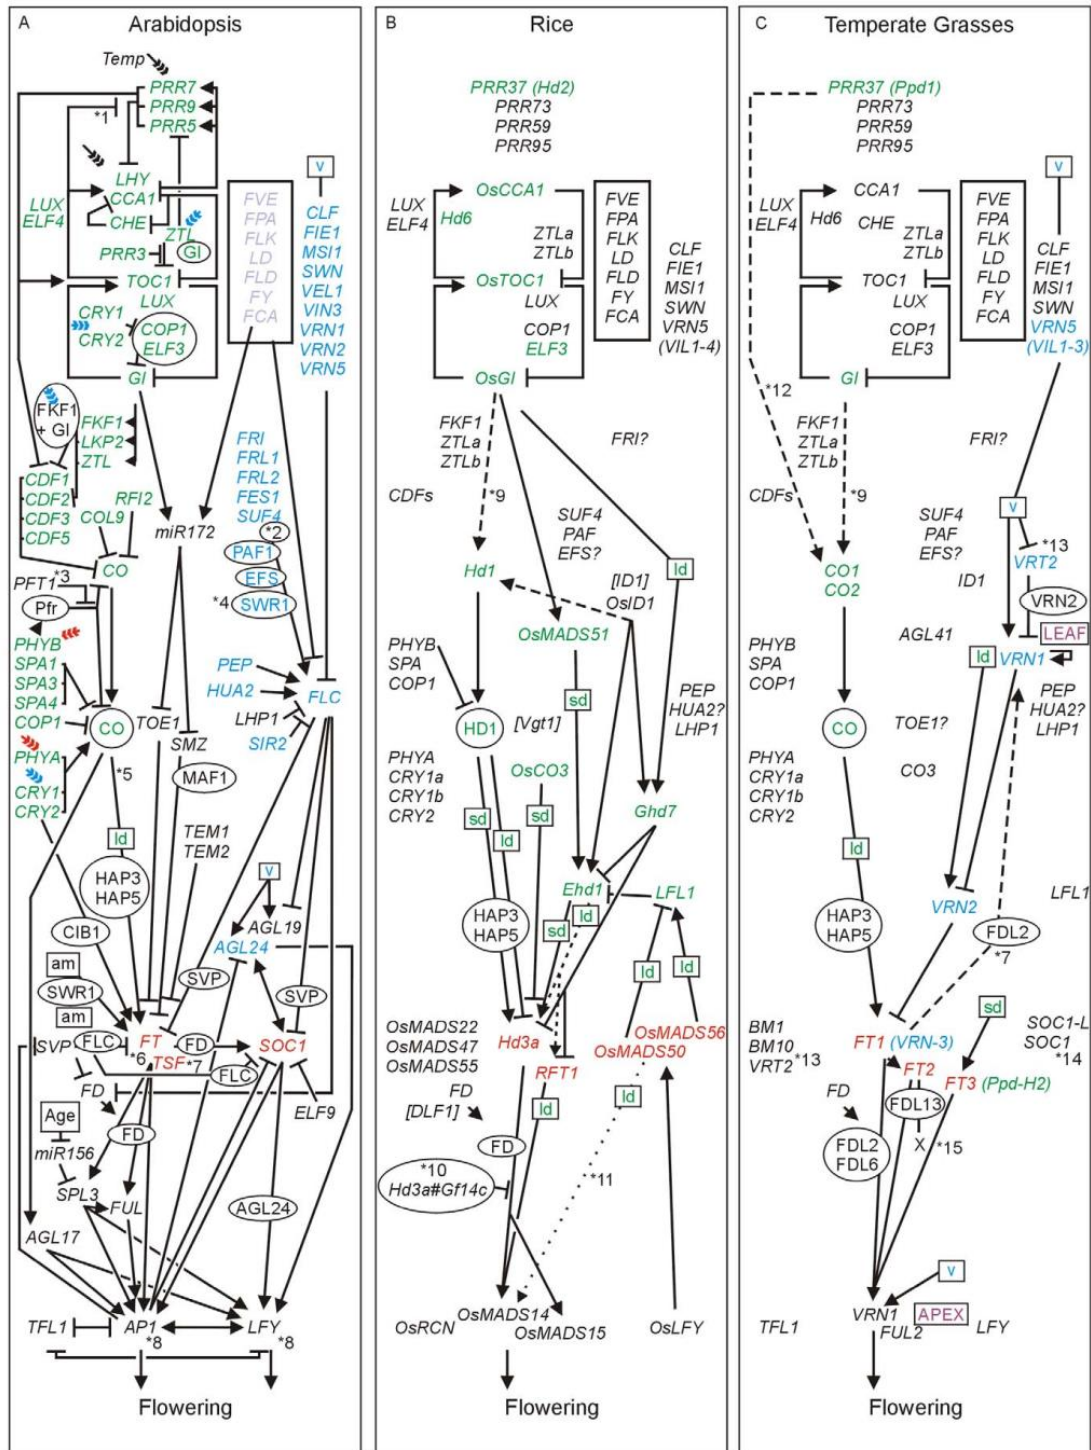 A
Arabidopsis
Temp
PRR7
PRR9
*1
PRR5
LHY
CCA1
LUX
ELF4
CHE
ZTL
GI
PRR3
TOC1
LUX
CRY1
CRY2
COP1
ELF3
GI
FVE
FPA
FLK
LD
FLD
FY
FCA
v
CLF
FIE1
MSI1
SWN
VEL1
VIN3
VRN1
VRN2
VRN5
FKF1
+ GI
FKF1
LKP2
ZTL
CDF1
CDF2
CDF3
CDF5
RFI2
COL9
miR172
FRI
FRL1
FRL2
FES1
SUF4
*2
PAF1
EFS
*4
SWR1
CO
PFT1
*3
Pfr
PHYB
SPA1
SPA3
SPA4
COP1
PHYA
CRY1
CRY2
CO
*5
TOE1
SMZ
MAF1
PEP
HUA2
FLC
LHP1
SIR2
ld
HAP3
HAP5
TEM1
TEM2
v
AGL19
AGL24
CIB1
am
SWR1
am
SVP
SVP
SVP
FLC
FT
*6
TSF
*7
FD
SOC1
FLC
FD
FD
ELF9
Age
miR156
SPL3
FUL
AGL17
AGL24
TFL1
AP1
*8
LFY
*8
Flowering
B
Rice
PRR37 (Hd2)
PRR73
PRR59
PRR95
LUX
ELF4
OsCCA1
Hd6
ZTLa
ZTLb
OsTOC1
LUX
COP1
ELF3
OsGI
FVE
FPA
FLK
LD
FLD
FY
FCA
CLF
FIE1
MSI1
SWN
VRN5
(VIL1-4)
FKF1
ZTLa
ZTLb
FRI?
CDFs
*9
SUF4
PAF
EFS?
Hd1
[ID1]
OsID1
ld
OsMADS51
PHYB
SPA
COP1
sd
HD1
[Vgt1]
PEP
HUA2?
LHP1
PHYA
CRY1a
CRY1b
CRY2
OsCO3
Ghd7
sd
ld
sd
Ehd1
LFL1
HAP3
HAP5
ld
sd
ld
ld
OsMADS22
OsMADS47
OsMADS55
Hd3a
RFT1
OsMADS56
OsMADS50
FD
[DLF1]
ld
ld
FD
*10
Hd3a#Gf14c
*11
OsMADS14
OsMADS15
OsRCN
OsLFY
Flowering
C
Temperate Grasses
PRR37 (Ppd1)
PRR73
PRR59
PRR95
LUX
ELF4
CCA1
Hd6
CHE
ZTLa
ZTLb
TOC1
LUX
COP1
ELF3
GI
FVE
FPA
FLK
LD
FLD
FY
FCA
v
CLF
FIE1
MSI1
SWN
VRN5
(VIL1-3)
*12
FKF1
ZTLa
ZTLb
FRI?
CDFs
*9
SUF4
PAF
EFS?
v
*13
VRT2
CO1
CO2
ID1
VRN2
LEAF
PHYB
SPA
COP1
AGL41
ld
VRN1
CO
TOE1?
PEP
HUA2?
LHP1
PHYA
CRY1a
CRY1b
CRY2
CO3
ld
HAP3
HAP5
VRN2
LFL1
FDL2
*7
sd
BM1
BM10
VRT2
*13
FT1 (VRN-3)
FT2
FT3 (Ppd-H2)
SOC1-L
SOC1
*14
FD
FDL13
X
*15
FDL2
FDL6
v
VRN1
APEX
FUL2
TFL1
LFY
Flowering